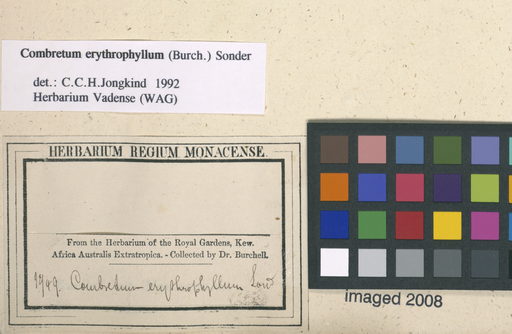 Combretum erythrophyllum (Burch.) Sonder
det.: C.C.H.Jongkind 1992
Herbarium Vadense (WAG)
HERBARIUM REGIUM MONACENSE.
From the Herbarium of the Royal Gardens, Kew.
Africa Australis Extratropica. - Collected by Dr. Burchell.
Combretum erythrophyllum Sond
imaged 2008